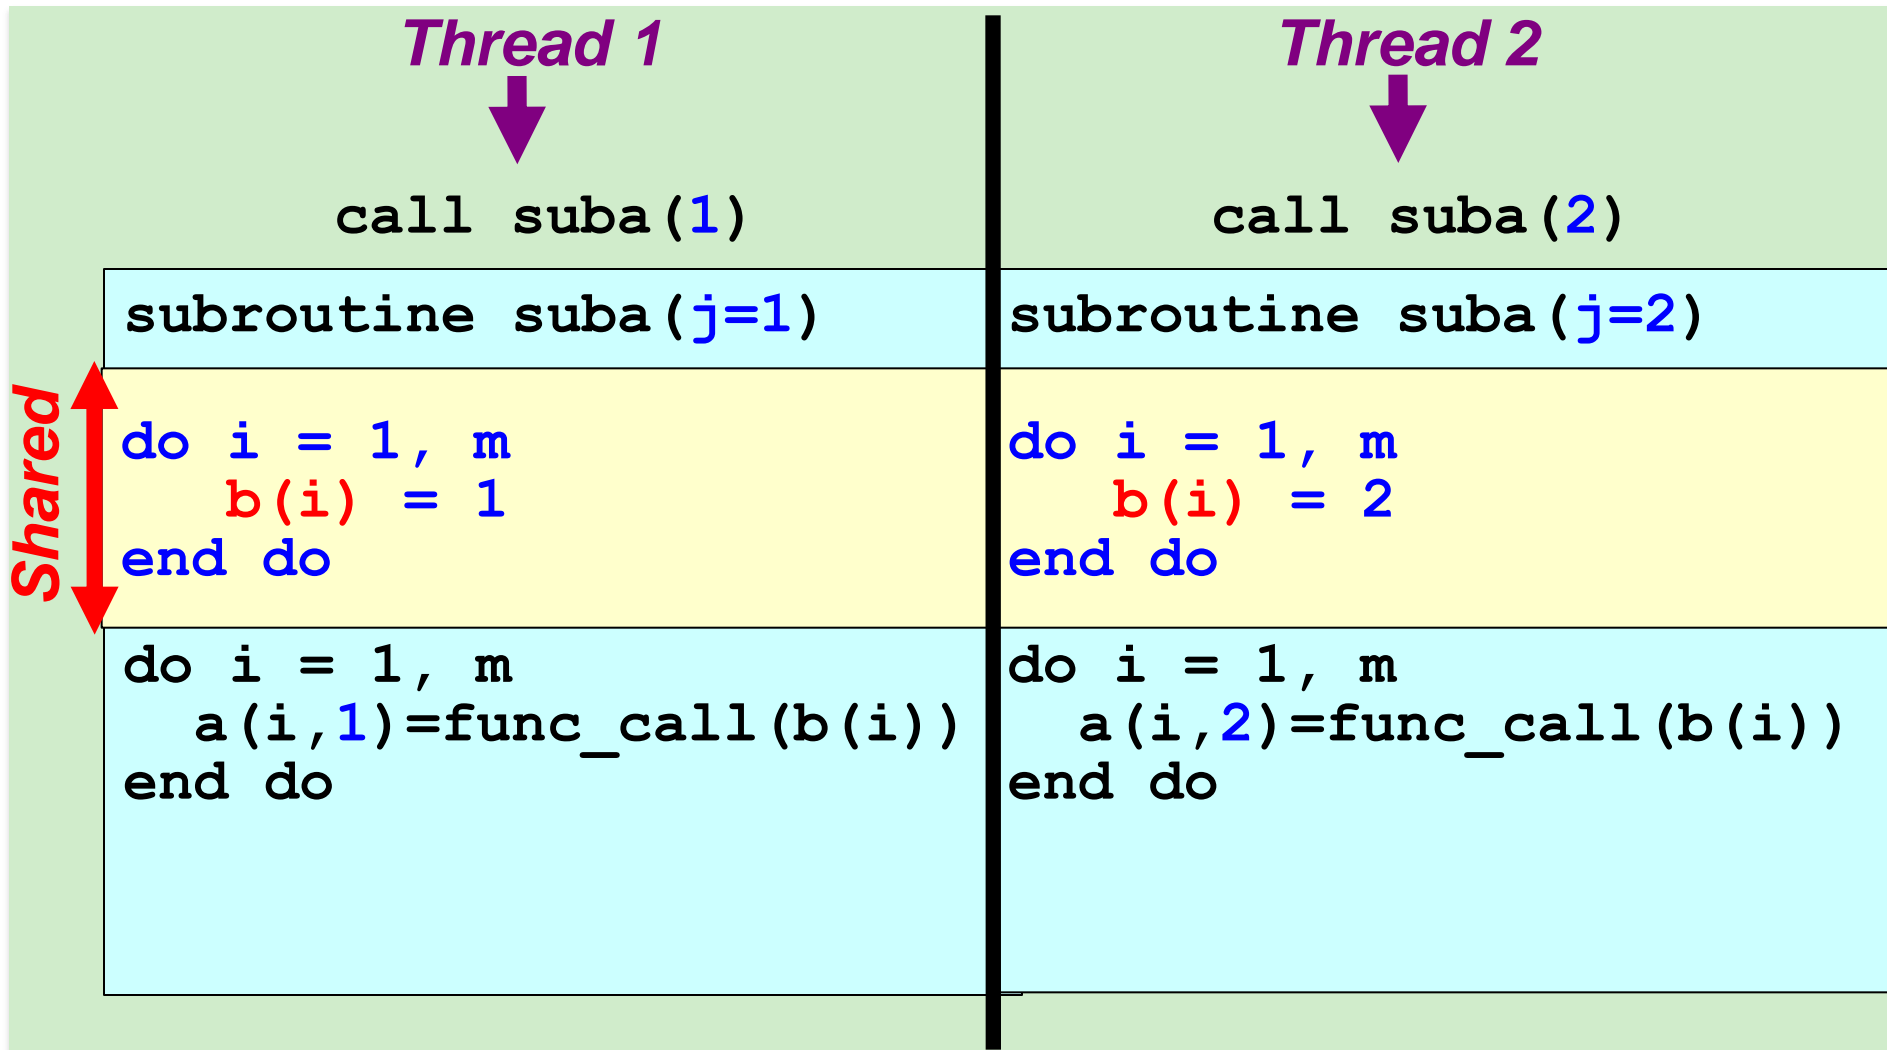 Thread 1
call suba(1)
subroutine suba(j=1)
Shared
do i = 1, m
b(i) = 1
end do
do i = 1, m
a(i,1)=func_call(b(i))
end do
Thread 2
call suba(2)
subroutine suba(j=2)
do i = 1, m
b(i) = 2
end do
do i = 1, m
a(i,2)=func_call(b(i))
end do